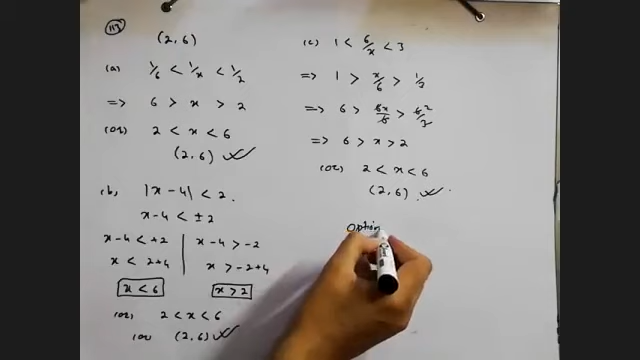 119
(2,6)
(a) 1/6 < 1/x < 1/2
=> 6 > x > 2
(or) 2 < x < 6
(2,6)
(b) |x-4| < 2
x-4 < ±2
x-4 < +2 | x-4 > -2
x < 2+4 | x > -2+4
x < 6 | x > 2
(or) 2 < x < 6
(or) (2,6)
(c) 1 < 6/x < 3
=> 1 > x/6 > 1/3
=> 6 > 6x/6 > 6/3 2
=> 6 > x > 2
(or) 2 < x < 6
(2,6)
Option